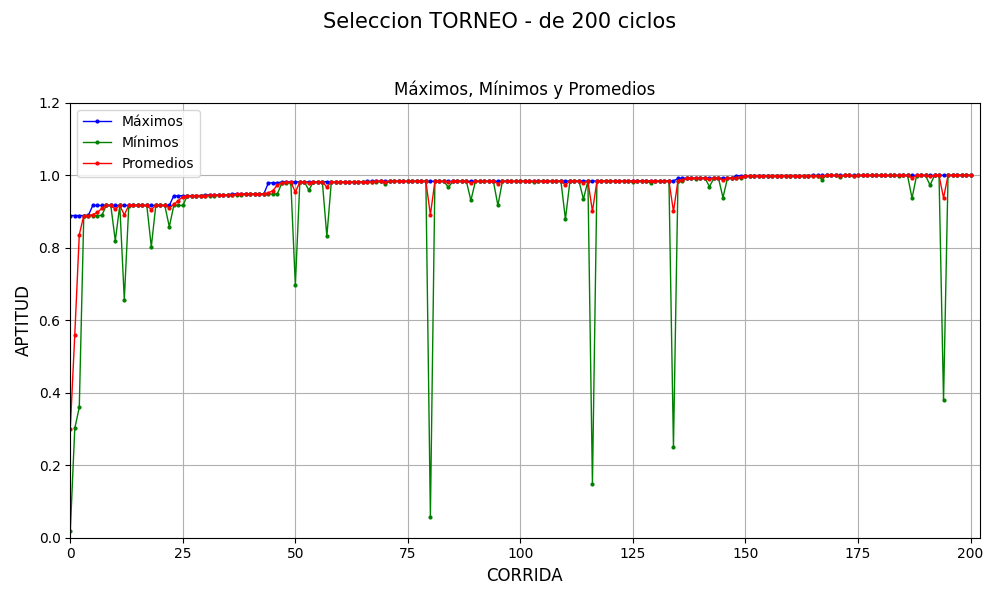 Seleccion TORNEO - de 200 ciclos
Máximos, Mínimos y Promedios
Máximos
Mínimos
Promedios
APTITUD
1.2
1.0
0.8
0.6
0.4
0.2
0.0
0 25 50 75 100 125 150 175 200
CORRIDA